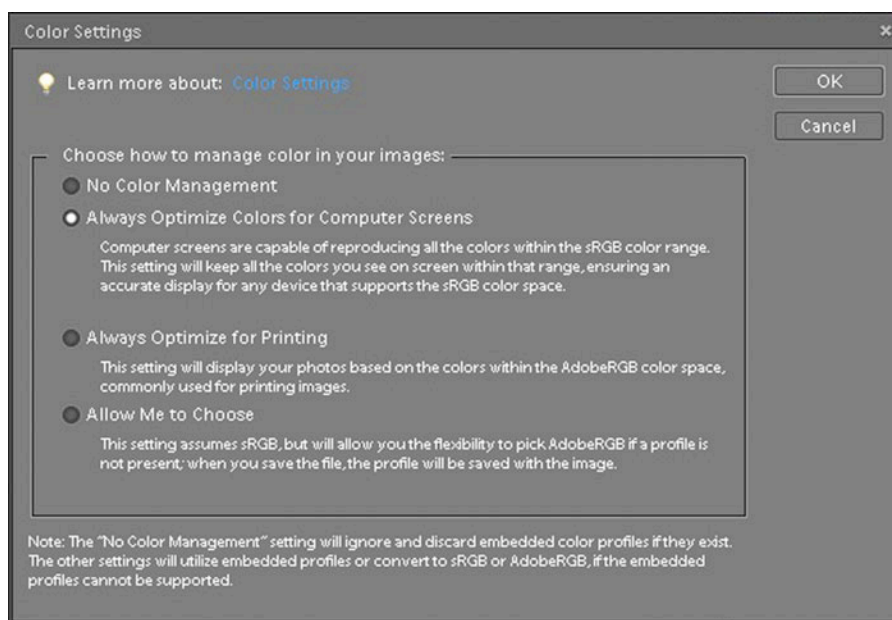 Color Settings
Learn more about: Color Settings
OK
Cancel
Choose how to manage color in your images:
No Color Management
Always Optimize Colors for Computer Screens
Computer screens are capable of reproducing all the colors within the sRGB color range.
This setting will keep all the colors you see on screen within that range, ensuring an
accurate display for any device that supports the sRGB color space.
Always Optimize for Printing
This setting will display your photos based on the colors within the AdobeRGB color space,
commonly used for printing images.
Allow Me to Choose
This setting assumes sRGB, but will allow you the flexibility to pick AdobeRGB if a profile is
not present; when you save the file, the profile will be saved with the image.
Note: The "No Color Management" setting will ignore and discard embedded color profiles if they exist.
The other settings will utilize embedded profiles or convert to sRGB or AdobeRGB, if the embedded
profiles cannot be supported.